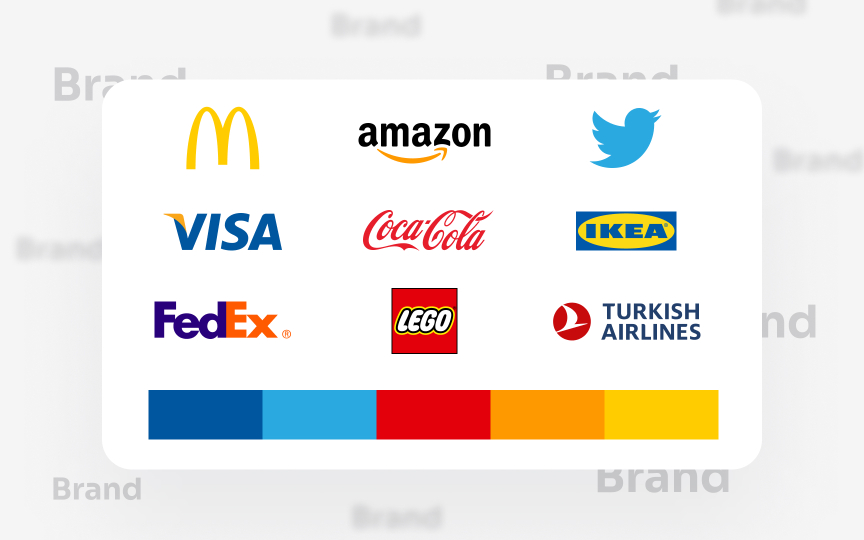 Brand
Brand
Brand
Brand
amazon
Brand
VISA
Coca-Cola
IKEA®
Brand
FedEx®
LEGO
TURKISH
AIRLINES
nd
Brand
Brand
Brand